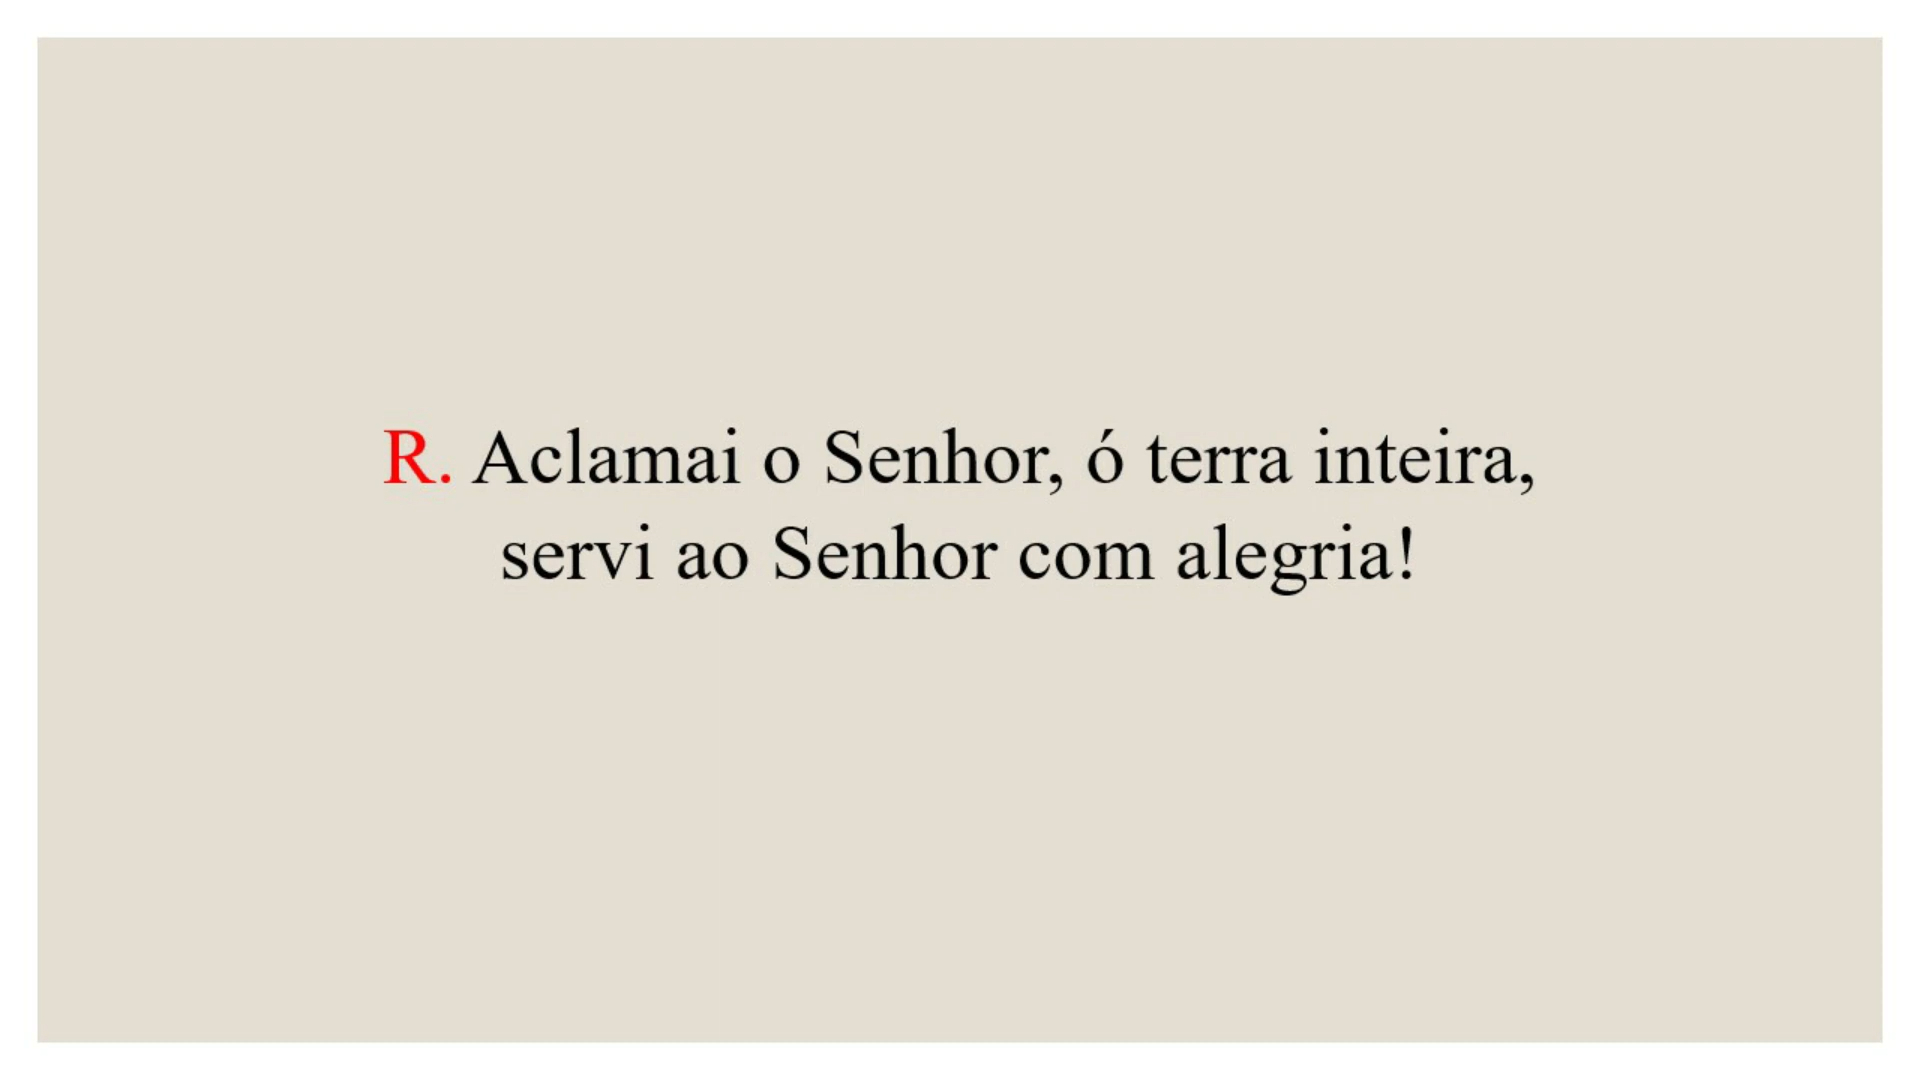 R. Aclamai o Senhor, ó terra inteira,
servi ao Senhor com alegria!